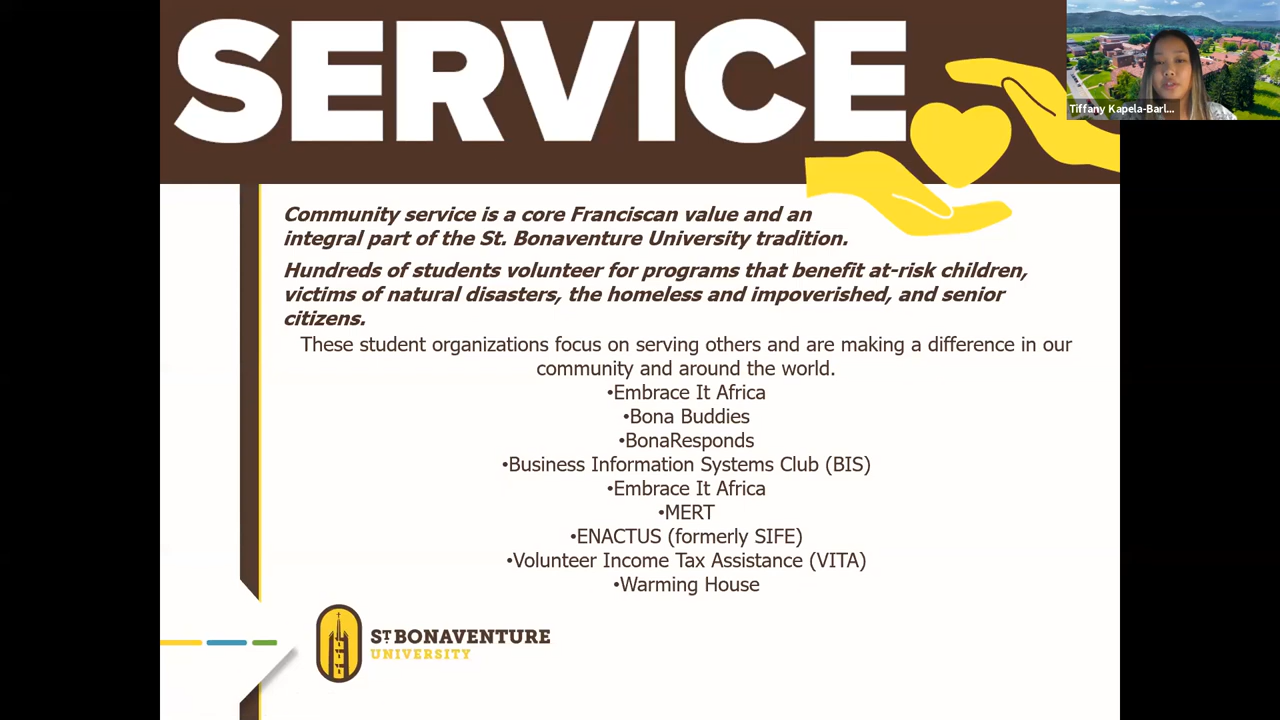 SERVICE
Tiffany Kapela-Barl...
Community service is a core Franciscan value and an
integral part of the St. Bonaventure University tradition.
Hundreds of students volunteer for programs that benefit at-risk children,
victims of natural disasters, the homeless and impoverished, and senior
citizens.
These student organizations focus on serving others and are making a difference in our
community and around the world.
•Embrace It Africa
•Bona Buddies
•BonaResponds
•Business Information Systems Club (BIS)
•Embrace It Africa
•MERT
•ENACTUS (formerly SIFE)
•Volunteer Income Tax Assistance (VITA)
•Warming House
ST. BONAVENTURE
UNIVERSITY